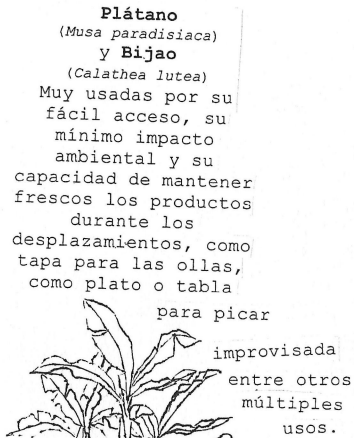 Plátano
(Musa paradisiaca)
y Bijao
(Calathea lutea)
Muy usadas por su
fácil acceso, su
mínimo impacto
ambiental y su
capacidad de mantener
frescos los productos
durante los
desplazamientos, como
tapa para las ollas,
como plato o tabla
para picar
improvisada
entre otros
múltiples
usos.